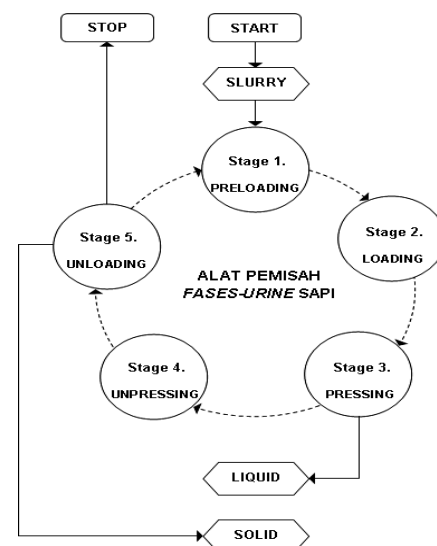 STOP
START
SLURRY
Stage 1.
PRELOADING
Stage 2.
LOADING
Stage 5.
UNLOADING
ALAT PEMISAH
FASES-URINE SAPI
Stage 4.
UNPRESSING
Stage 3.
PRESSING
LIQUID
SOLID